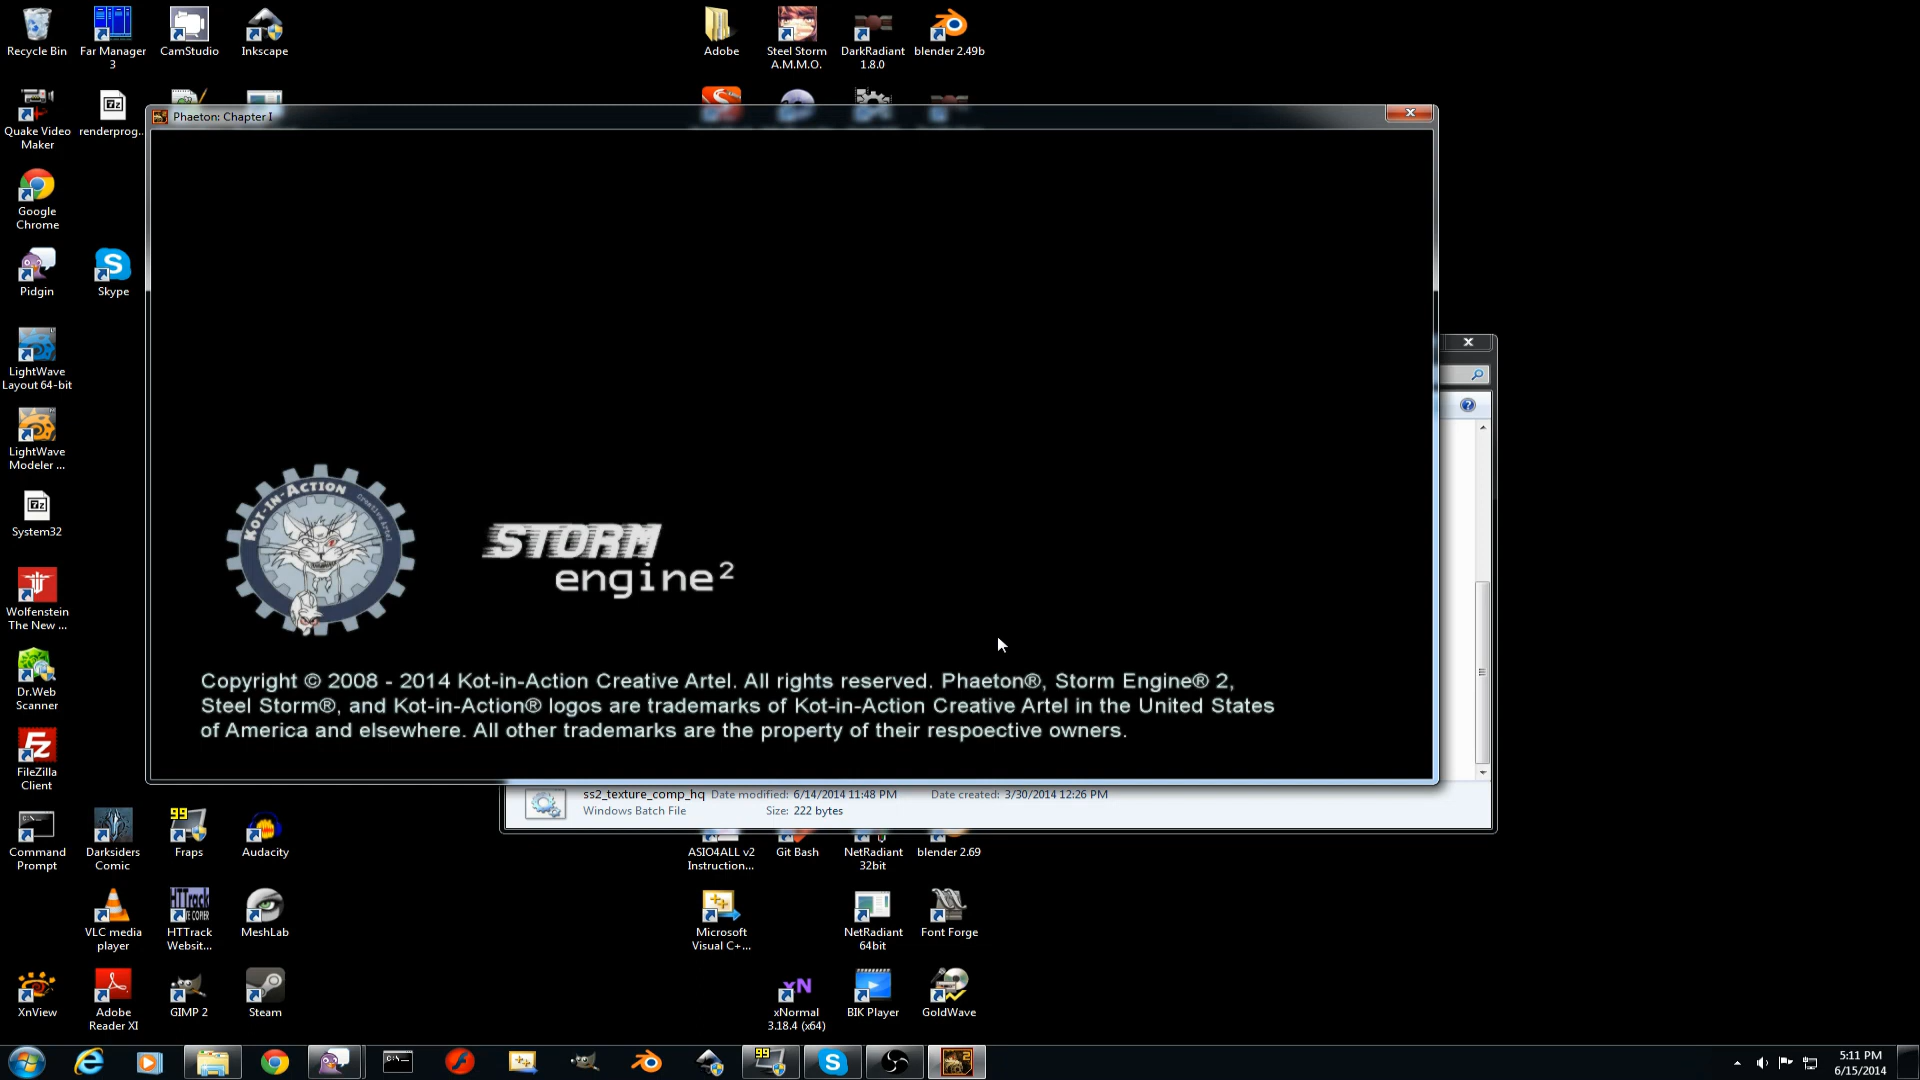 Recycle Bin
Far Manager
3
CamStudio
Inkscape
Adobe
Steel Storm
A.M.M.O.
DarkRadiant
1.8.0
blender 2.49b
Quake Video
Maker
renderprog...
Phaeton: Chapter I
Google
Chrome
Pidgin
Skype
LightWave
Layout 64-bit
LightWave
Modeler ...
System32
Wolfenstein
The New ...
Dr.Web
Scanner
FileZilla
Client
KOT-IN-ACTION
Creative Artel
STORM
engine²
Copyright © 2008 - 2014 Kot-in-Action Creative Artel. All rights reserved. Phaeton®, Storm Engine® 2,
Steel Storm®, and Kot-in-Action® logos are trademarks of Kot-in-Action Creative Artel in the United States
of America and elsewhere. All other trademarks are the property of their respoective owners.
ss2_texture_comp_hq Date modified: 6/14/2014 11:48 PM Date created: 3/30/2014 12:26 PM
Windows Batch File Size: 222 bytes
Command
Prompt
Darksiders
Comic
99
Fraps
Audacity
ASIO4ALL v2
Instruction...
Git Bash
NetRadiant
32bit
blender 2.69
VLC media
player
HTTrack
Websit...
MeshLab
Microsoft
Visual C+...
NetRadiant
64bit
Font Forge
XnView
Adobe
Reader XI
GIMP 2
Steam
xN
xNormal
3.18.4 (x64)
BIK Player
GoldWave
99
5:11 PM
6/15/2014